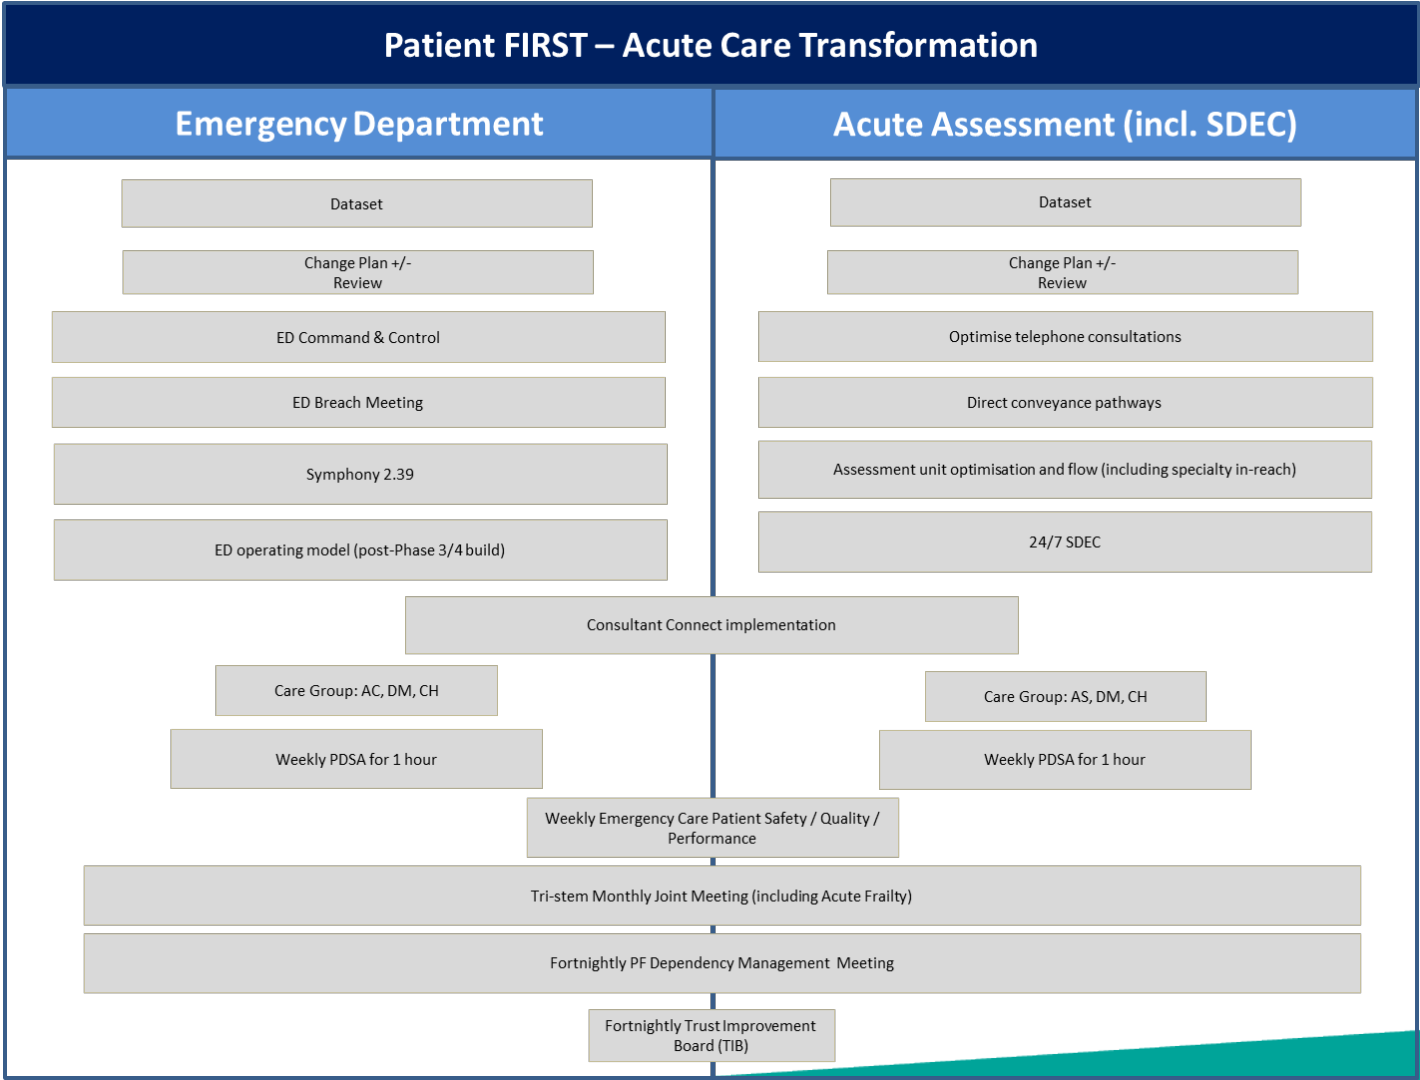 Patient FIRST – Acute Care Transformation
Emergency Department
Acute Assessment (incl. SDEC)
Dataset
Change Plan +/-
Review
ED Command & Control
ED Breach Meeting
Symphony 2.39
ED operating model (post-Phase 3/4 build)
Dataset
Change Plan +/-
Review
Optimise telephone consultations
Direct conveyance pathways
Assessment unit optimisation and flow (including specialty in-reach)
24/7 SDEC
Consultant Connect implementation
Care Group: AC, DM, CH
Weekly PDSA for 1 hour
Care Group: AS, DM, CH
Weekly PDSA for 1 hour
Weekly Emergency Care Patient Safety / Quality /
Performance
Tri-stem Monthly Joint Meeting (including Acute Frailty)
Fortnightly PF Dependency Management Meeting
Fortnightly Trust Improvement
Board (TIB)